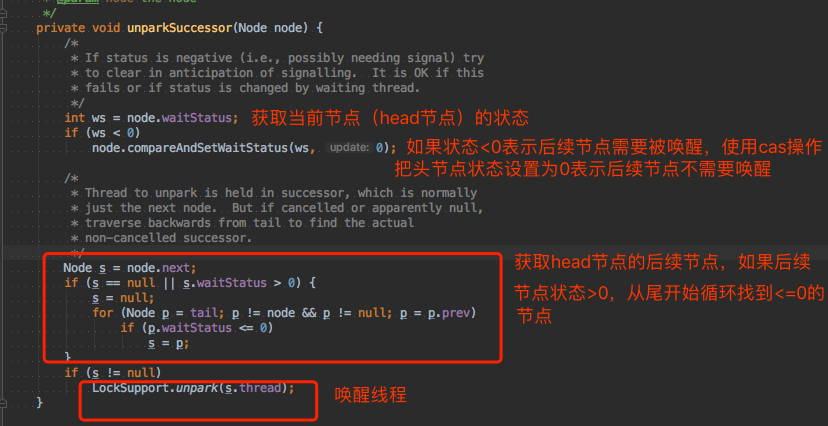 * @param node the node
*/
private void unparkSuccessor(Node node) {
/*
* If status is negative (i.e., possibly needing signal) try
* to clear in anticipation of signalling.  It is OK if this
* fails or if status is changed by waiting thread.
*/
int ws = node.waitStatus; 获取当前节点（head节点）的状态
if (ws < 0)
node.compareAndSetWaitStatus(ws, update: 0); 如果状态<0表示后续节点需要被唤醒，使用cas操作
把头节点状态设置为0表示后续节点不需要唤醒
/*
* Thread to unpark is held in successor, which is normally
* just the next node.  But if cancelled or apparently null,
* traverse backwards from tail to find the actual
* non-cancelled successor.
*/
Node s = node.next; 获取head节点的后续节点，如果后续
if (s == null || s.waitStatus > 0) {
s = null; 节点状态>0，从尾开始循环找到<=0的
for (Node p = tail; p != node && p != null; p = p.prev) 节点
if (p.waitStatus <= 0)
s = p;
}
if (s != null)
LockSupport.unpark(s.thread); 唤醒线程
}